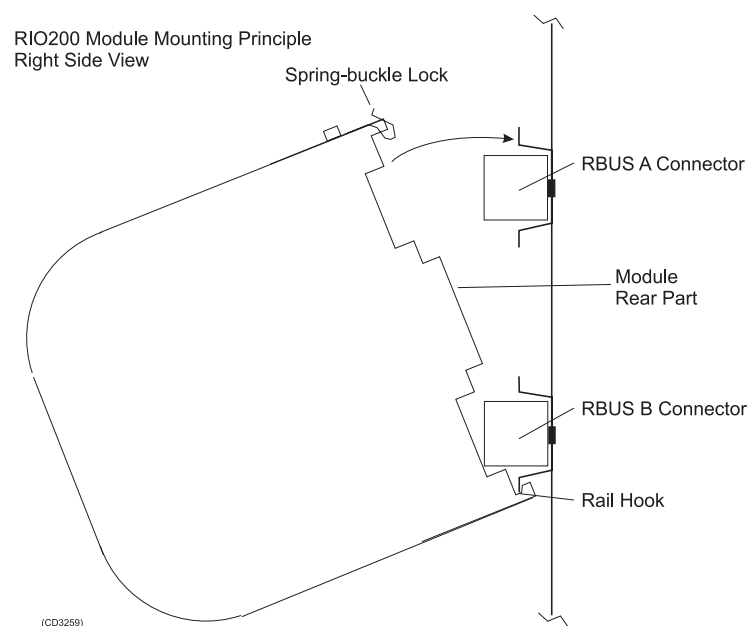 RIO200 Module Mounting Principle
Right Side View
Spring-buckle Lock
RBUS A Connector
Module
Rear Part
RBUS B Connector
Rail Hook
(CD3259)